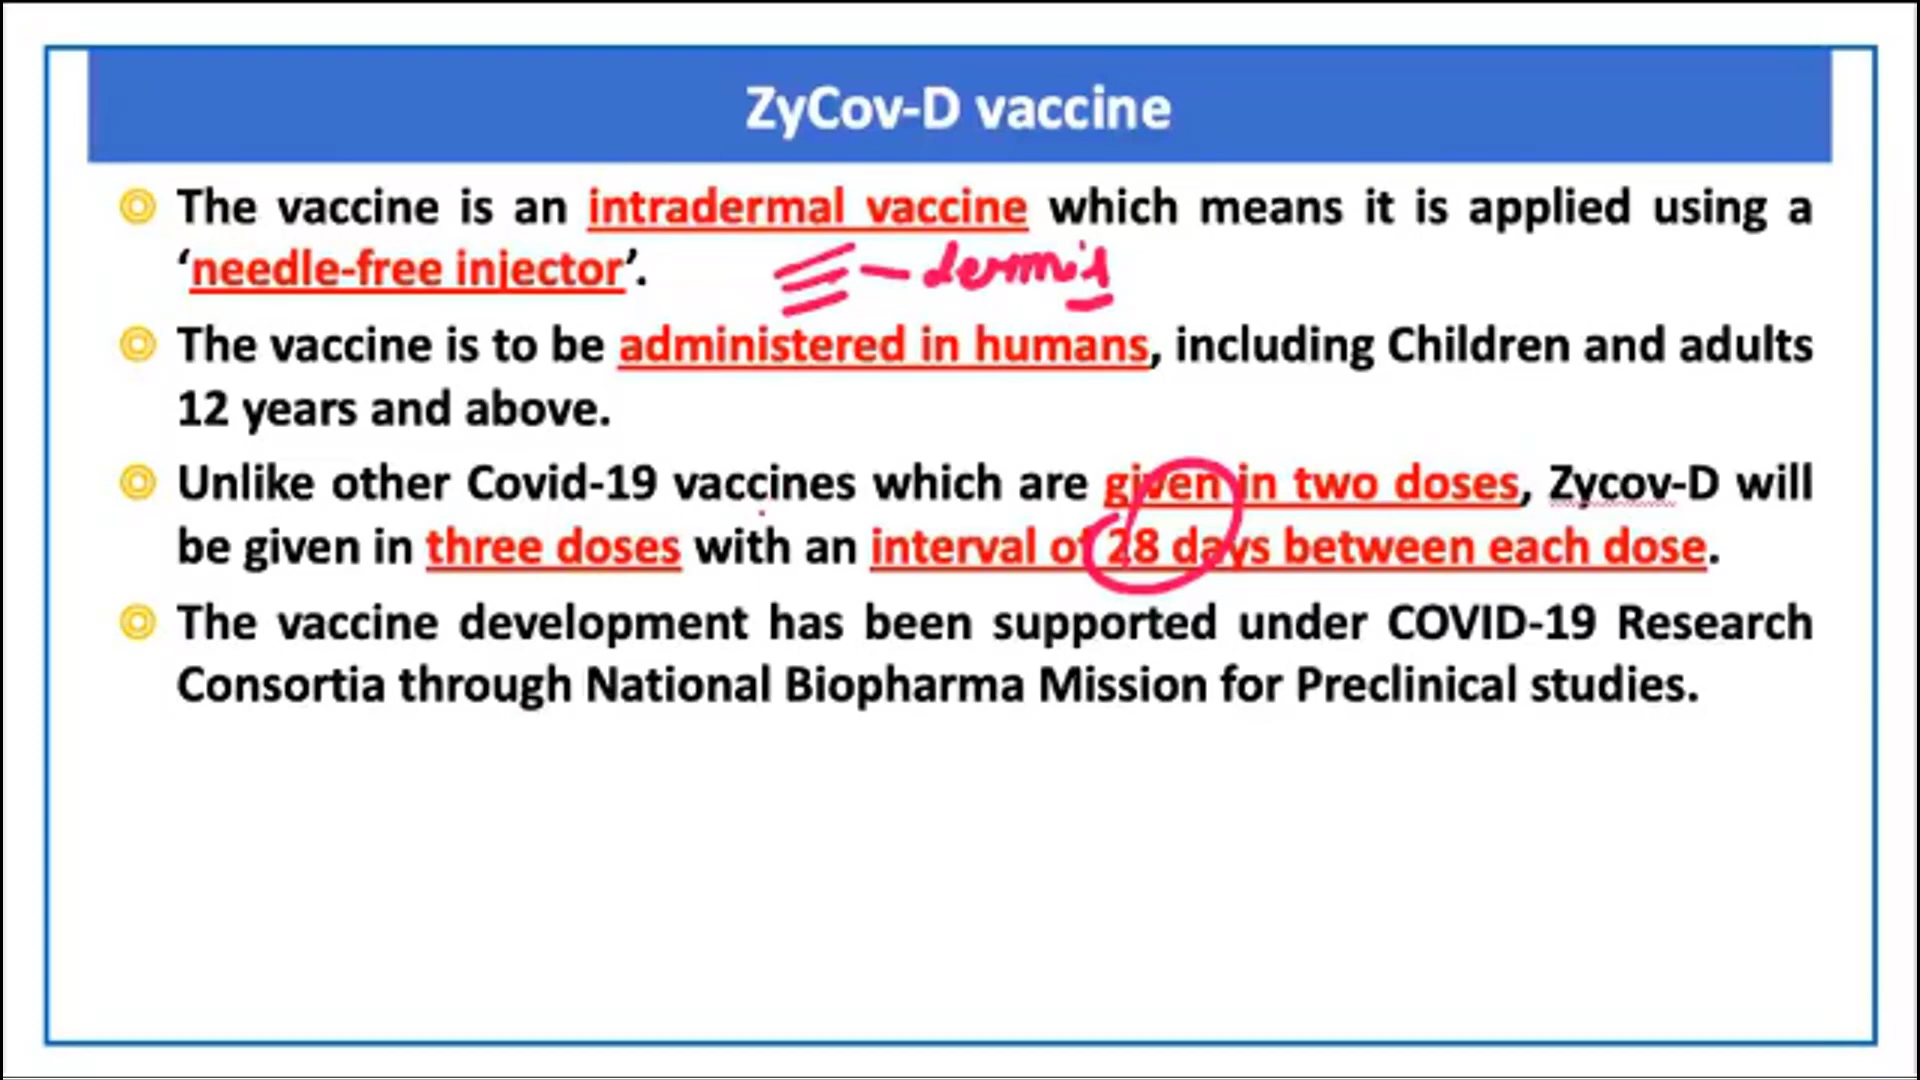 ZyCov-D vaccine
The vaccine is an intradermal vaccine which means it is applied using a
‘needle-free injector’.
dermis
The vaccine is to be administered in humans, including Children and adults
12 years and above.
Unlike other Covid-19 vaccines which are given in two doses, Zycov-D will
be given in three doses with an interval of 28 days between each dose.
The vaccine development has been supported under COVID-19 Research
Consortia through National Biopharma Mission for Preclinical studies.